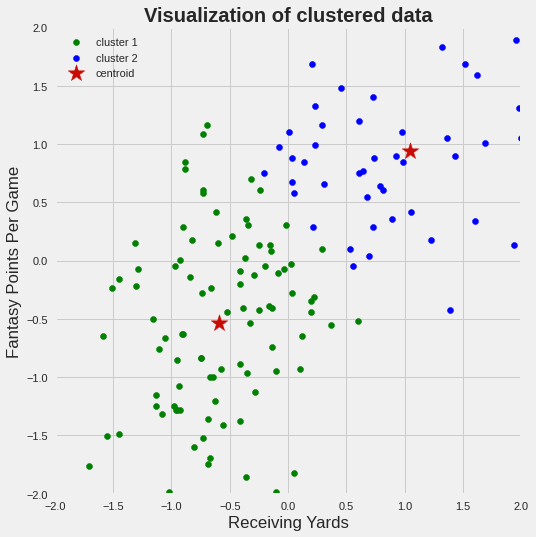 Visualization of clustered data
cluster 1
cluster 2
centroid
2.0
1.5
1.0
0.5
0.0
−0.5
−1.0
−1.5
−2.0
Fantasy Points Per Game
−2.0 −1.5 −1.0 −0.5 0.0 0.5 1.0 1.5 2.0
Receiving Yards